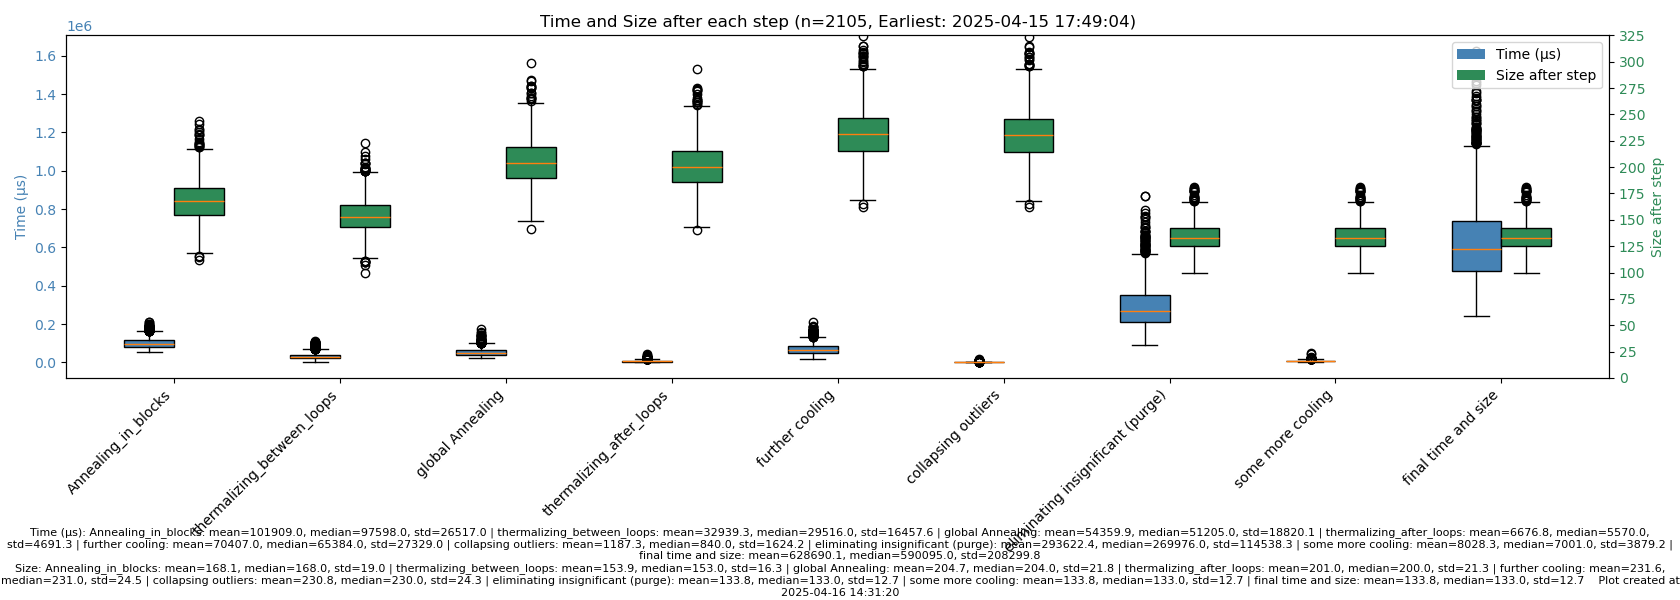 Time and Size after each step (n=2105, Earliest: 2025-04-15 17:49:04)
1e6
Time (µs)
1.6
1.4
1.2
1.0
0.8
0.6
0.4
0.2
0.0
Time (µs)
Size after step
325
300
275
250
225
200
175
150
125
100
75
50
25
0
Size after step
Annealing_in_blocks
thermalizing_between_loops
global Annealing
thermalizing_after_loops
further cooling
collapsing outliers
eliminating insignificant (purge)
some more cooling
final time and size
Time (µs): Annealing_in_blocks: mean=101909.0, median=97598.0, std=26517.0 | thermalizing_between_loops: mean=32939.3, median=29516.0, std=16457.6 | global Annealing: mean=54359.9, median=51205.0, std=18820.1 | thermalizing_after_loops: mean=6676.8, median=5570.0,
std=4691.3 | further cooling: mean=70407.0, median=65384.0, std=27329.0 | collapsing outliers: mean=1187.3, median=840.0, std=1624.2 | eliminating insignificant (purge): mean=293622.4, median=269976.0, std=114538.3 | some more cooling: mean=8028.3, median=7001.0, std=3879.2 |
final time and size: mean=628690.1, median=590095.0, std=208299.8
Size: Annealing_in_blocks: mean=168.1, median=168.0, std=19.0 | thermalizing_between_loops: mean=153.9, median=153.0, std=16.3 | global Annealing: mean=204.7, median=204.0, std=21.8 | thermalizing_after_loops: mean=201.0, median=200.0, std=21.3 | further cooling: mean=231.6,
median=231.0, std=24.5 | collapsing outliers: mean=230.8, median=230.0, std=24.3 | eliminating insignificant (purge): mean=133.8, median=133.0, std=12.7 | some more cooling: mean=133.8, median=133.0, std=12.7 | final time and size: mean=133.8, median=133.0, std=12.7 Plot created at
2025-04-16 14:31:20